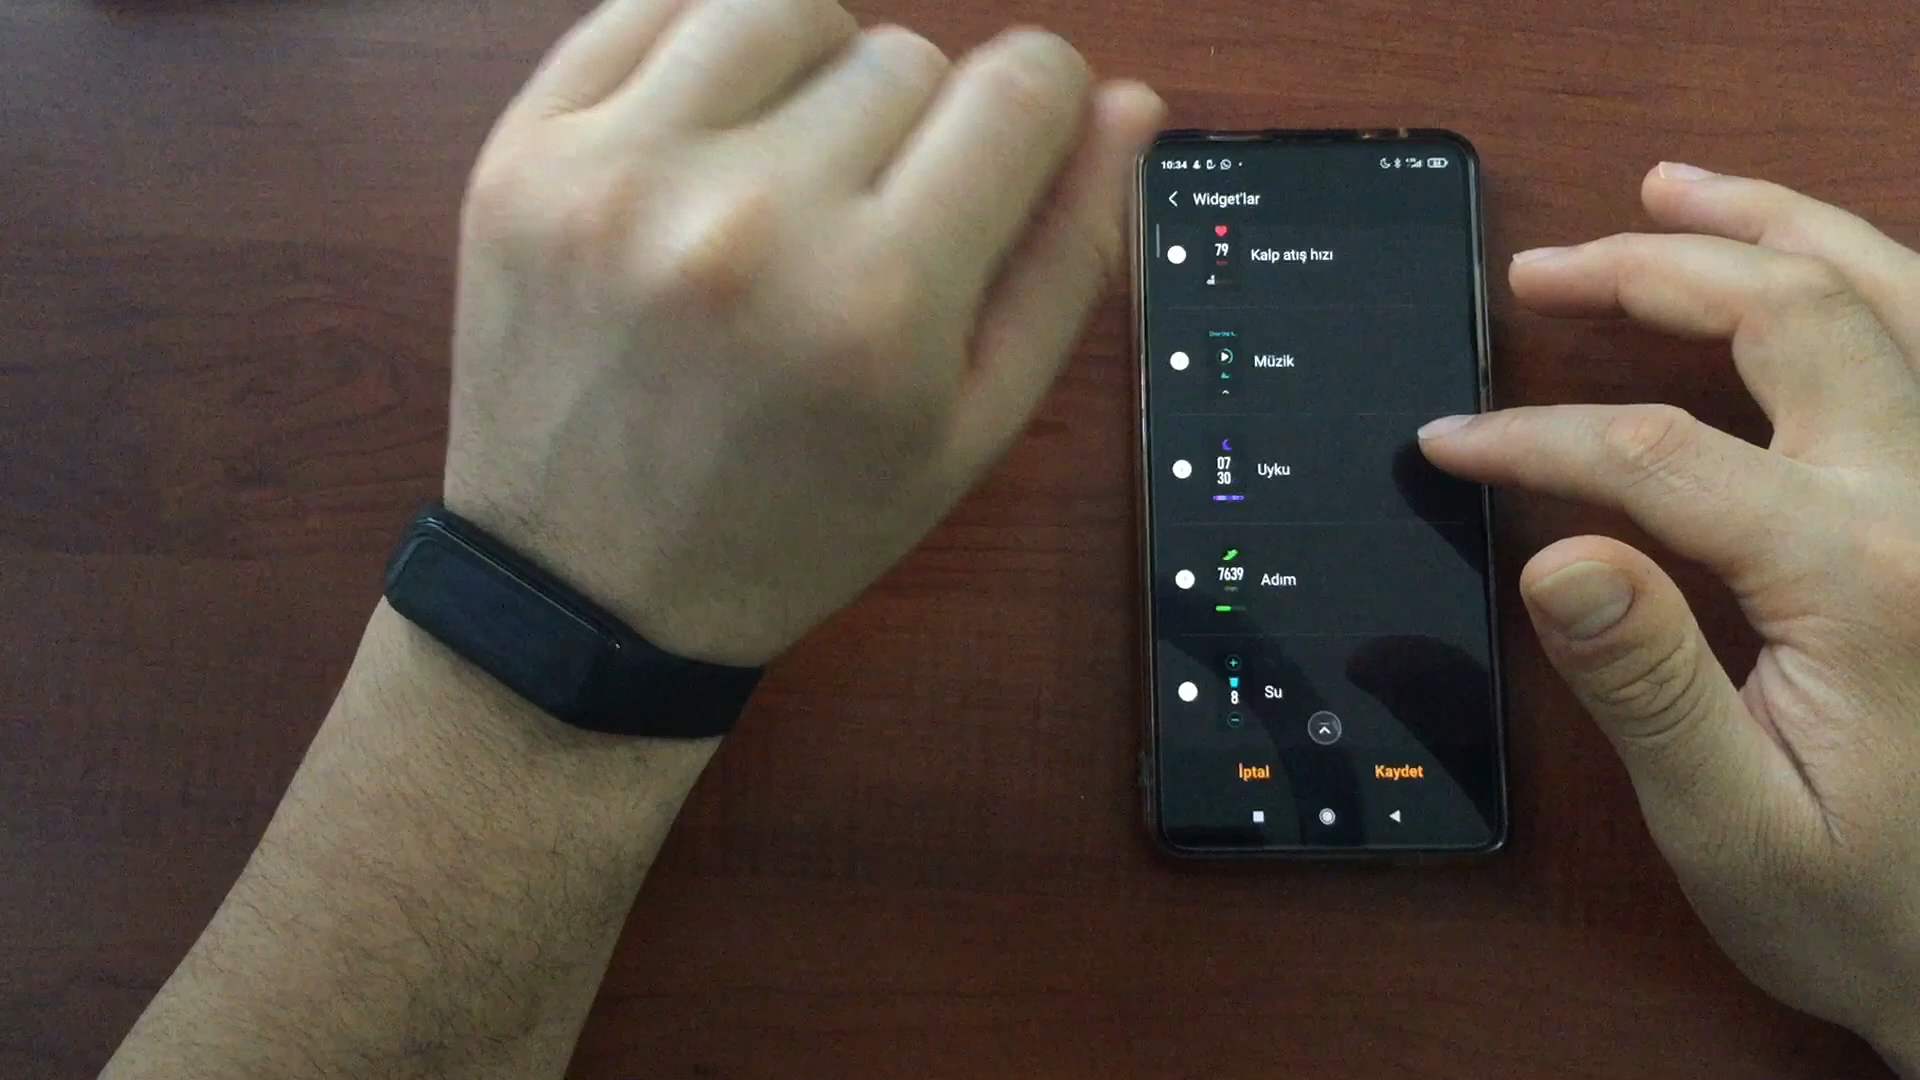 10:34
Widget'lar
79
Kalp atış hızı
Müzik
07
30
Uyku
7639
Adım
8
Su
İptal
Kaydet